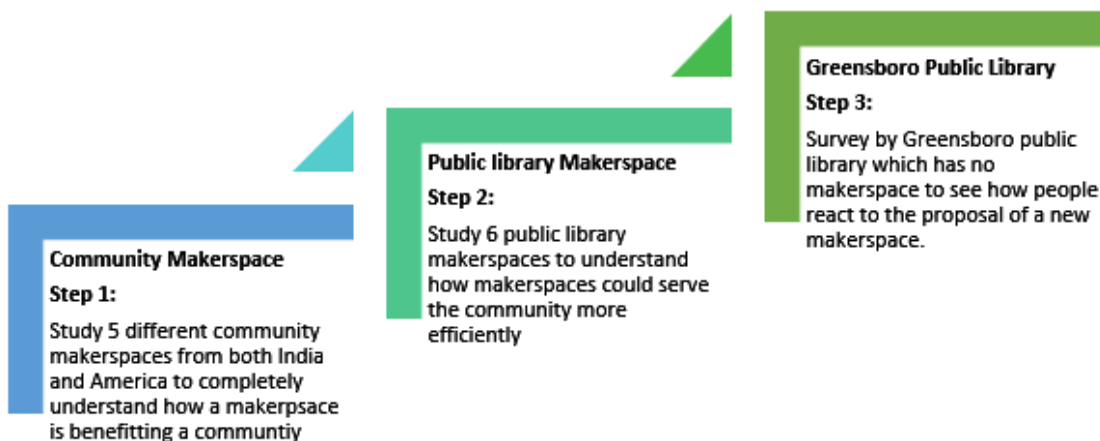 Community Makerspace
Step 1:
Study 5 different community
makerspaces from both India
and America to completely
understand how a makerpsace
is benefitting a communtiy
Public library Makerspace
Step 2:
Study 6 public library
makerspaces to understand
how makerspaces could serve
the community more
efficiently
Greensboro Public Library
Step 3:
Survey by Greensboro public
library which has no
makerspace to see how people
react to the proposal of a new
makerspace.